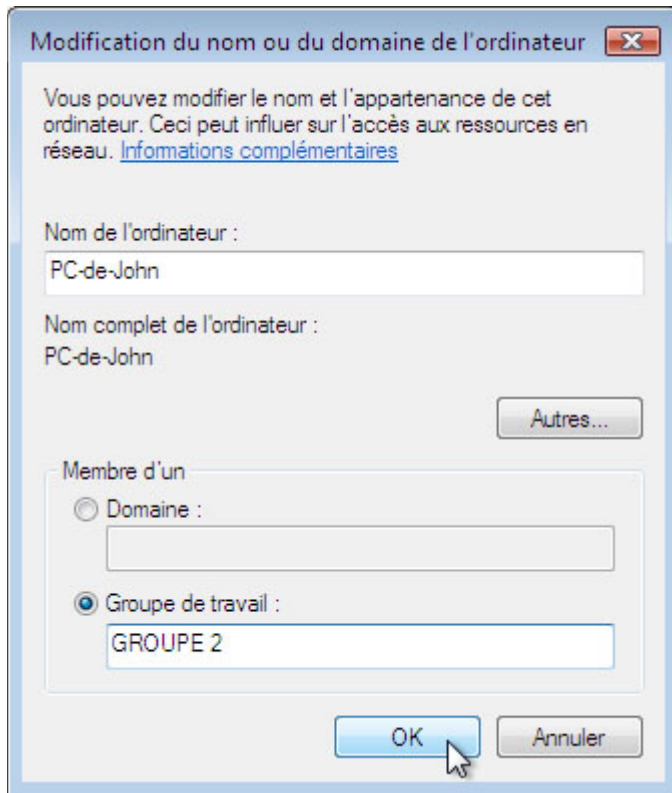 Modification du nom ou du domaine de l'ordinateur
Vous pouvez modifier le nom et l'appartenance de cet
ordinateur. Ceci peut influer sur l'accès aux ressources en
réseau. Informations complémentaires
Nom de l'ordinateur :
PC-de-John
Nom complet de l'ordinateur :
PC-de-John
Autres...
Membre d'un
Domaine :
Groupe de travail :
GROUPE 2
OK Annuler